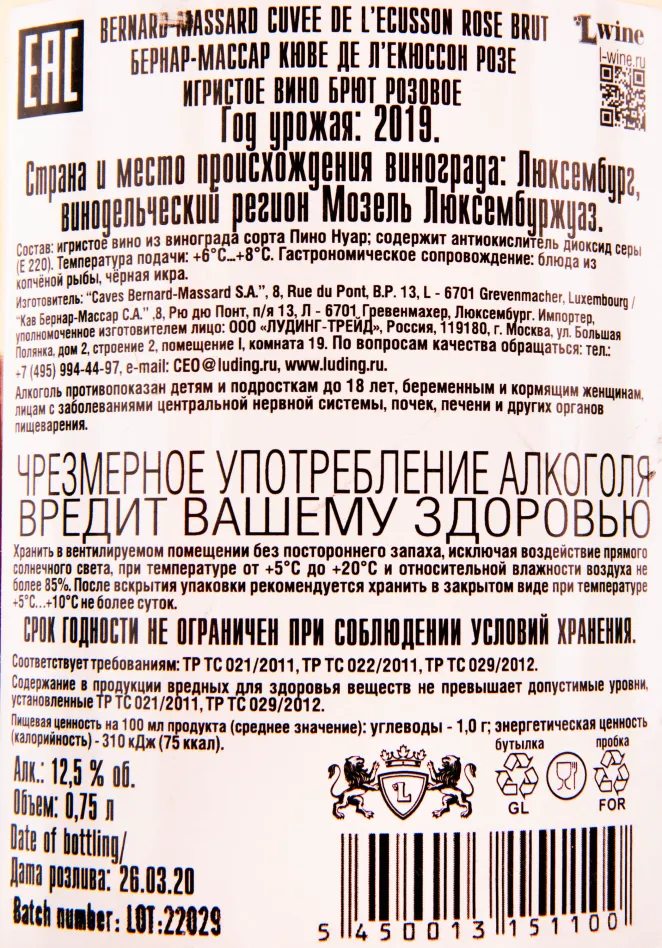 BERNARD-MASSARD CUVEE DE L'ECUSSON ROSE BRUT
Lwine
l-wine.ru
EAC
БЕРНАР-МАССАР КЮВЕ ДЕ Л'ЕКЮССОН РОЗЕ
ИГРИСТОЕ ВИНО БРЮТ РОЗОВОЕ
Год урожая: 2019.
Страна и место происхождения винограда: Люксембург,
винодельческий регион Мозель Люксембуржуаз.
Состав: игристое вино из винограда сорта Пино Нуар; содержит антиокислитель диоксид серы
(Е 220). Температура подачи: +6°С...+8°С. Гастрономическое сопровождение: блюда из
копчёной рыбы, чёрная икра.
Изготовитель: "Caves Bernard-Massard S.A.", 8, Rue du Pont, B.P. 13, L - 6701 Grevenmacher, Luxembourg /
"Кав Бернар-Массар С.А." ,8, Рю дю Понт, п/я 13, Л - 6701 Гревенмахер, Люксембург. Импортер,
уполномоченное изготовителем лицо: ООО «ЛУДИНГ-ТРЕЙД», Россия, 119180, г. Москва, ул. Большая
Полянка, дом 2, строение 2, помещение I, комната 19. По вопросам качества обращаться: тел.:
+7 (495) 994-44-97, e-mail: CEO@luding.ru, www.luding.ru.
Алкоголь противопоказан детям и подросткам до 18 лет, беременным и кормящим женщинам,
лицам с заболеваниями центральной нервной системы, почек, печени и других органов
пищеварения.
ЧРЕЗМЕРНОЕ УПОТРЕБЛЕНИЕ АЛКОГОЛЯ
ВРЕДИТ ВАШЕМУ ЗДОРОВЬЮ
Хранить в вентилируемом помещении без постороннего запаха, исключая воздействие прямого
солнечного света, при температуре от +5°С до +20°С и относительной влажности воздуха не
более 85%. После вскрытия упаковки рекомендуется хранить в закрытом виде при температуре
+5°С...+10°С не более суток.
СРОК ГОДНОСТИ НЕ ОГРАНИЧЕН ПРИ СОБЛЮДЕНИИ УСЛОВИЙ ХРАНЕНИЯ.
Соответствует требованиям: ТР ТС 021/2011, ТР ТС 022/2011, ТР ТС 029/2012.
Содержание в продукции вредных для здоровья веществ не превышает допустимые уровни,
установленные ТР ТС 021/2011, ТР ТС 029/2012.
Пищевая ценность на 100 мл продукта (среднее значение): углеводы - 1,0 г; энергетическая ценность
(калорийность) - 310 кДж (75 ккал).
бутылка
пробка
L
GL
FOR
Алк.: 12,5 % об.
Объем: 0,75 л
Date of bottling/
Дата розлива: 26.03.20
Batch number: LOT:22029
5 450013 151100